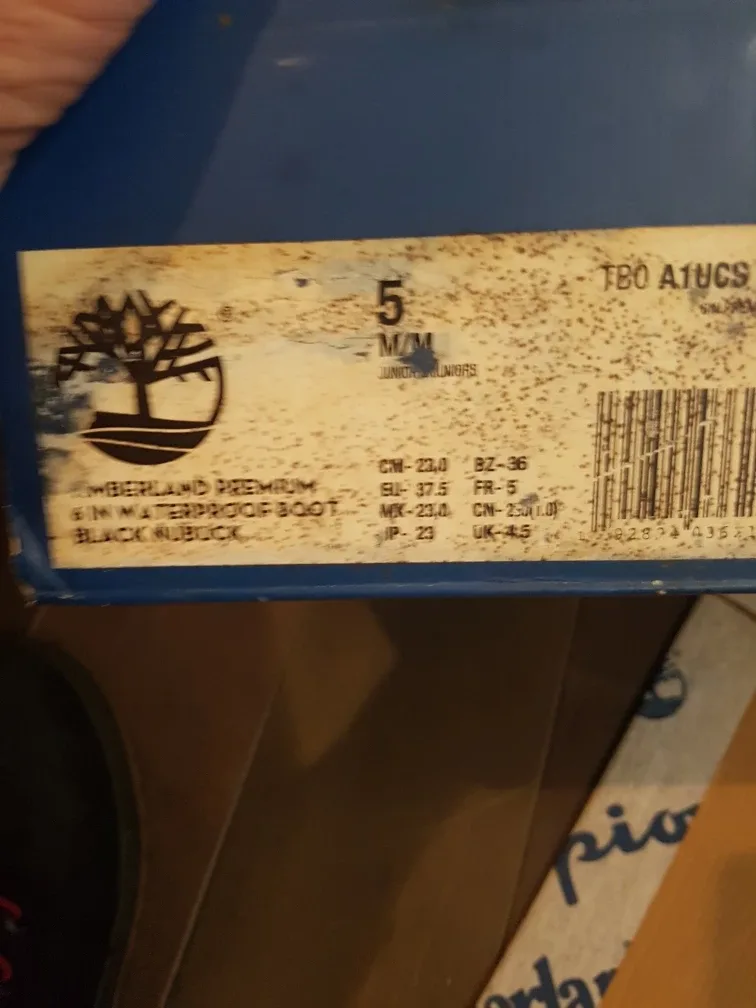 TB0 A1UCS
5
M/M
CM- 23,0 BZ-36
EU- 37.5 FR-5
MX-23,0
JP- 23 UK-4.5
TIMBERLAND PREMIUM
6 IN WATERPROOF BOOT
BLACK NUBUCK
pio